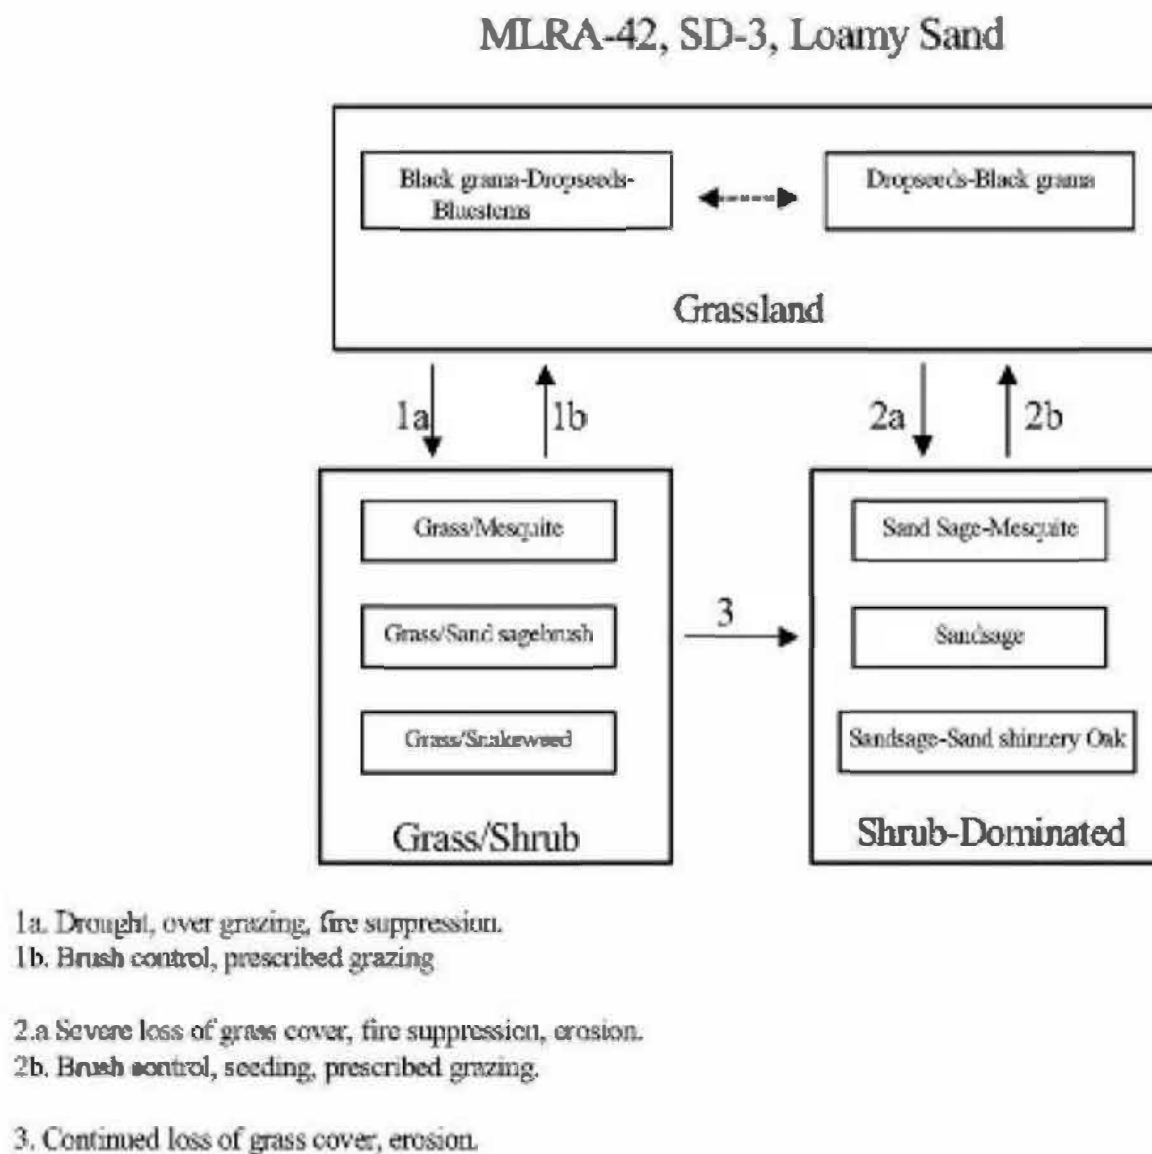 MLRA-42, SD-3, Loamy Sand
Black grama-Dropseeds-
Bluestems
Dropseeds-Black grama
Grassland
1a
1b
2a
2b
Grass/Mesquite
Grass/Sand sagebrush
Grass/Snakeweed
Grass/Shrub
3
Sand Sage-Mesquite
Sandsage
Sandsage-Sand shinnery Oak
Shrub-Dominated
1a. Drought, over grazing, fire suppression.
1b. Brush control, prescribed grazing
2.a Severe loss of grass cover, fire suppression, erosion.
2b. Brush control, seeding, prescribed grazing.
3. Continued loss of grass cover, erosion.